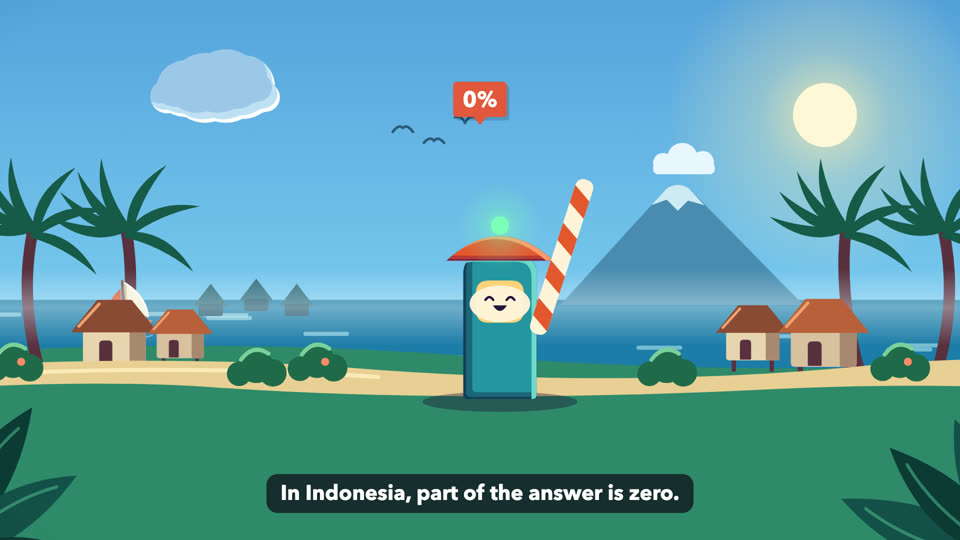 0%
In Indonesia, part of the answer is zero.